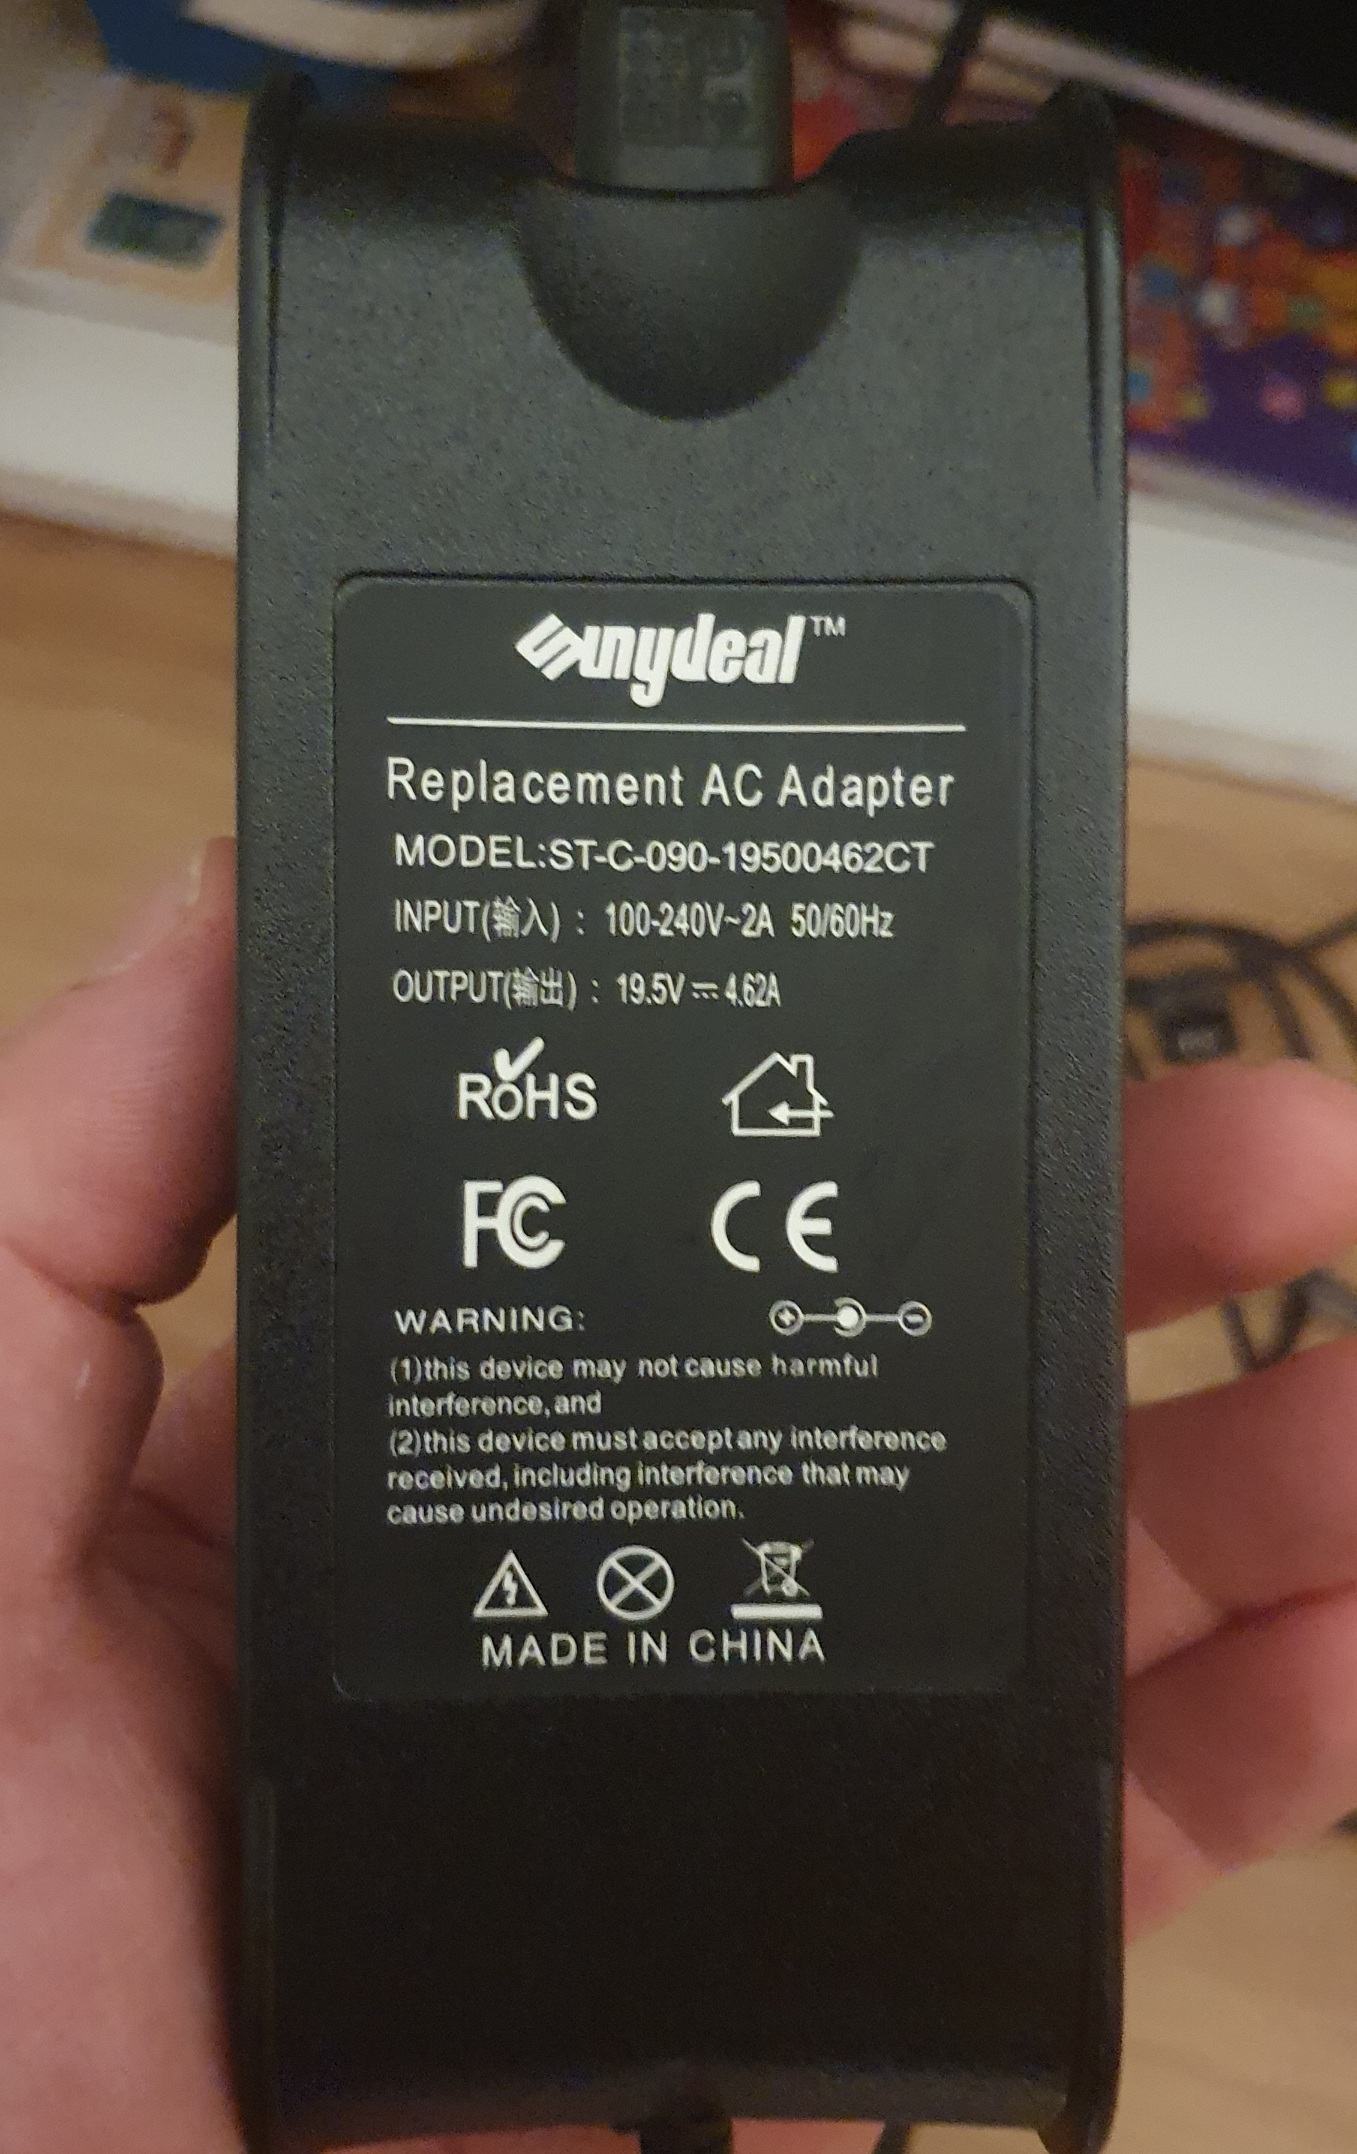 Sunydeal™
Replacement AC Adapter
MODEL:ST-C-090-19500462CT
INPUT(输入) : 100-240V~2A 50/60Hz
OUTPUT(输出) : 19.5V⎓4.62A
RoHS
FC CE
WARNING:
(1)this device may not cause harmful
interference, and
(2)this device must accept any interference
received, including interference that may
cause undesired operation.
MADE IN CHINA